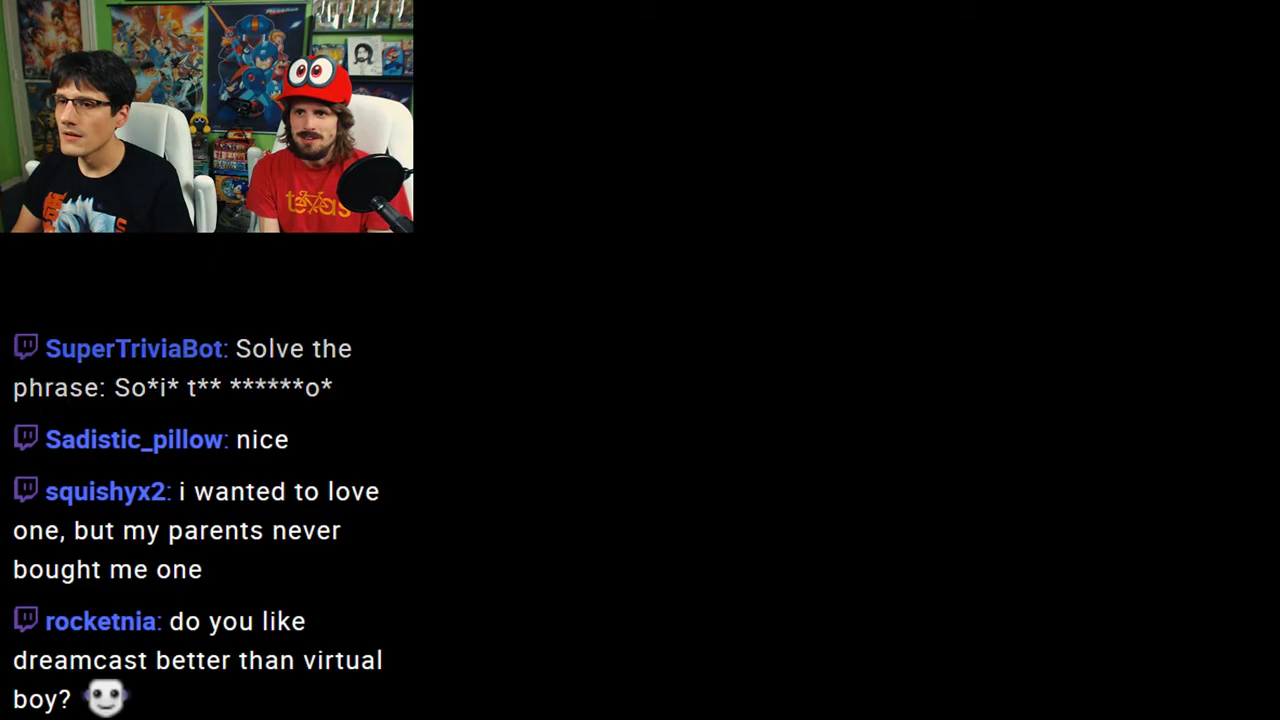 texas
SuperTriviaBot: Solve the
phrase: So*i* t** ******o*
Sadistic_pillow: nice
squishyx2: i wanted to love
one, but my parents never
bought me one
rocketnia: do you like
dreamcast better than virtual
boy?